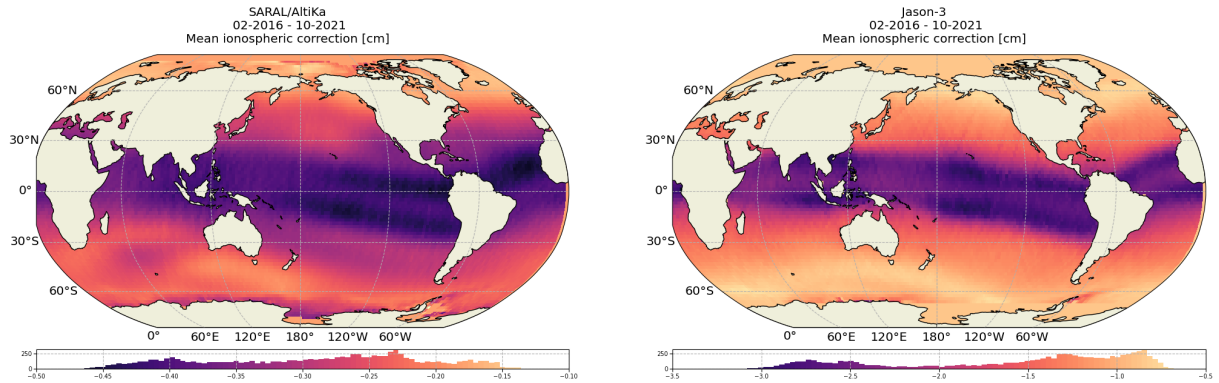 SARAL/AltiKa
02-2016 - 10-2021
Mean ionospheric correction [cm]
60°N
30°N
0°
30°S
60°S
0° 60°E 120°E 180° 120°W 60°W
250
0
−0.50 −0.45 −0.40 −0.35 −0.30 −0.25 −0.20 −0.15 −0.10
Jason-3
02-2016 - 10-2021
Mean ionospheric correction [cm]
60°N
30°N
0°
30°S
60°S
0° 60°E 120°E 180° 120°W 60°W
250
0
−3.5 −3.0 −2.5 −2.0 −1.5 −1.0 −0.5